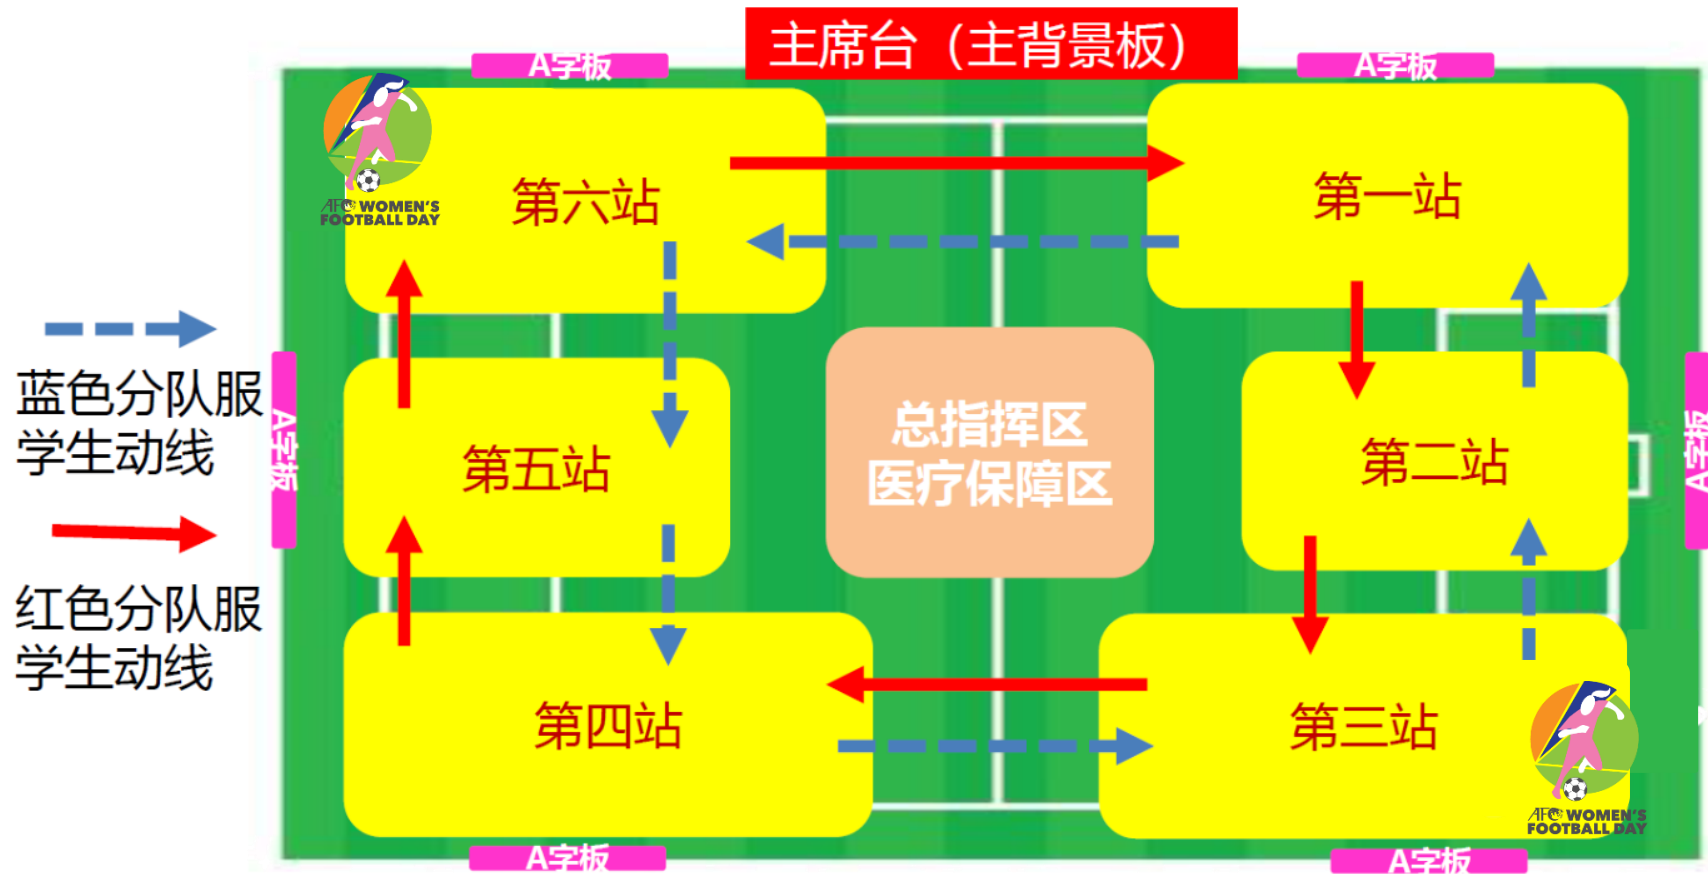 主席台（主背景板）
A字板
A字板
AFC WOMEN'S
FOOTBALL DAY
第六站
第一站
蓝色分队服
学生动线
A字板
第五站
总指挥区
医疗保障区
第二站
A字板
红色分队服
学生动线
第四站
第三站
AFC WOMEN'S
FOOTBALL DAY
A字板
A字板